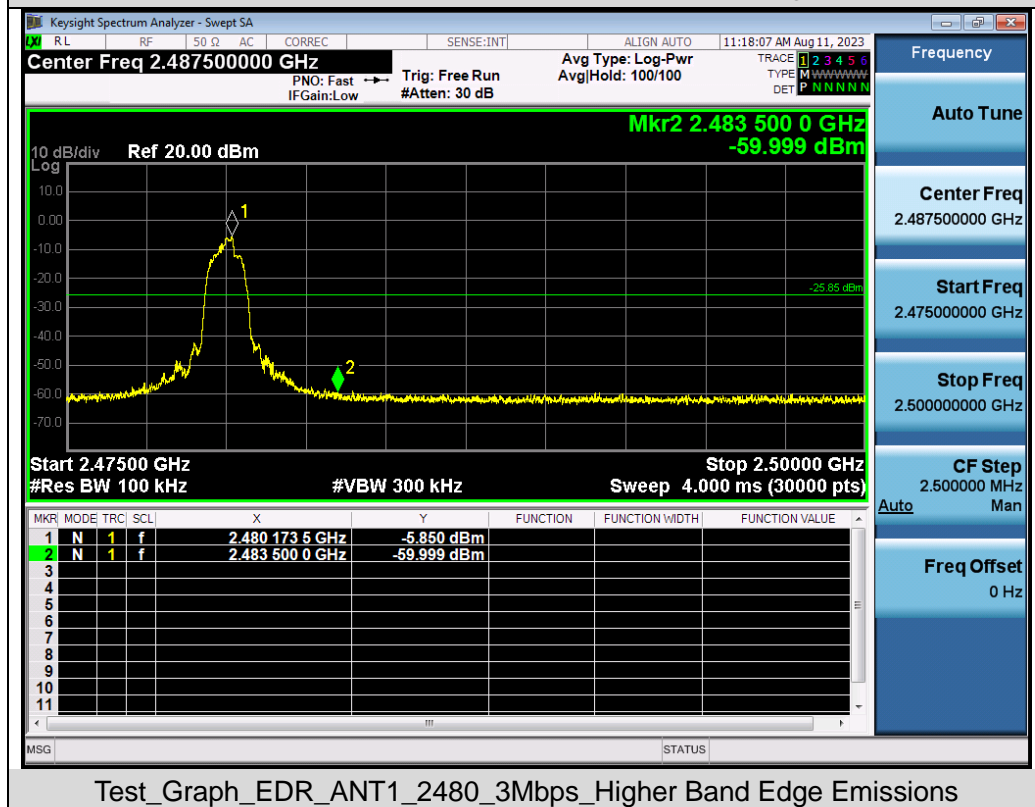 Keysight Spectrum Analyzer - Swept SA
LXI RL RF 50 Ω AC CORREC SENSE:INT ALIGN AUTO 11:18:07 AM Aug 11, 2023
Center Freq 2.487500000 GHz
PNO: Fast
IFGain:Low
Trig: Free Run
#Atten: 30 dB
Avg Type: Log-Pwr
Avg|Hold: 100/100
TRACE 1 2 3 4 5 6
TYPE M WWWWW
DET P N N N N N
Mkr2 2.483 500 0 GHz
-59.999 dBm
10 dB/div Ref 20.00 dBm
Log
10.0
0.00
-10.0
-20.0
-30.0
-40.0
-50.0
-60.0
-70.0
1
2
-25.85 dBm
Start 2.47500 GHz Stop 2.50000 GHz
#Res BW 100 kHz #VBW 300 kHz Sweep 4.000 ms (30000 pts)
MKR MODE TRC SCL X Y FUNCTION FUNCTION WIDTH FUNCTION VALUE
1 N 1 f 2.480 173 5 GHz -5.850 dBm
2 N 1 f 2.483 500 0 GHz -59.999 dBm
3
4
5
6
7
8
9
10
11
MSG STATUS
Frequency
Auto Tune
Center Freq
2.487500000 GHz
Start Freq
2.475000000 GHz
Stop Freq
2.500000000 GHz
CF Step
2.500000 MHz
Auto Man
Freq Offset
0 Hz
Test_Graph_EDR_ANT1_2480_3Mbps_Higher Band Edge Emissions